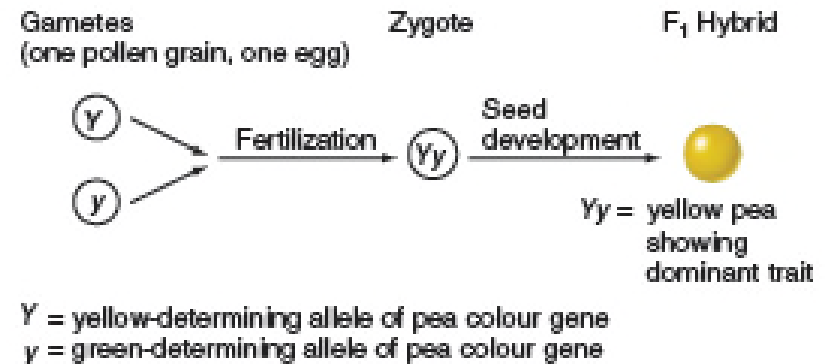 Gametes
(one pollen grain, one egg)
Zygote
F₁ Hybrid
Y
y
Fertilization
Yy
Seed
development
Yy = yellow pea
showing
dominant trait
Y = yellow-determining allele of pea colour gene
y = green-determining allele of pea colour gene